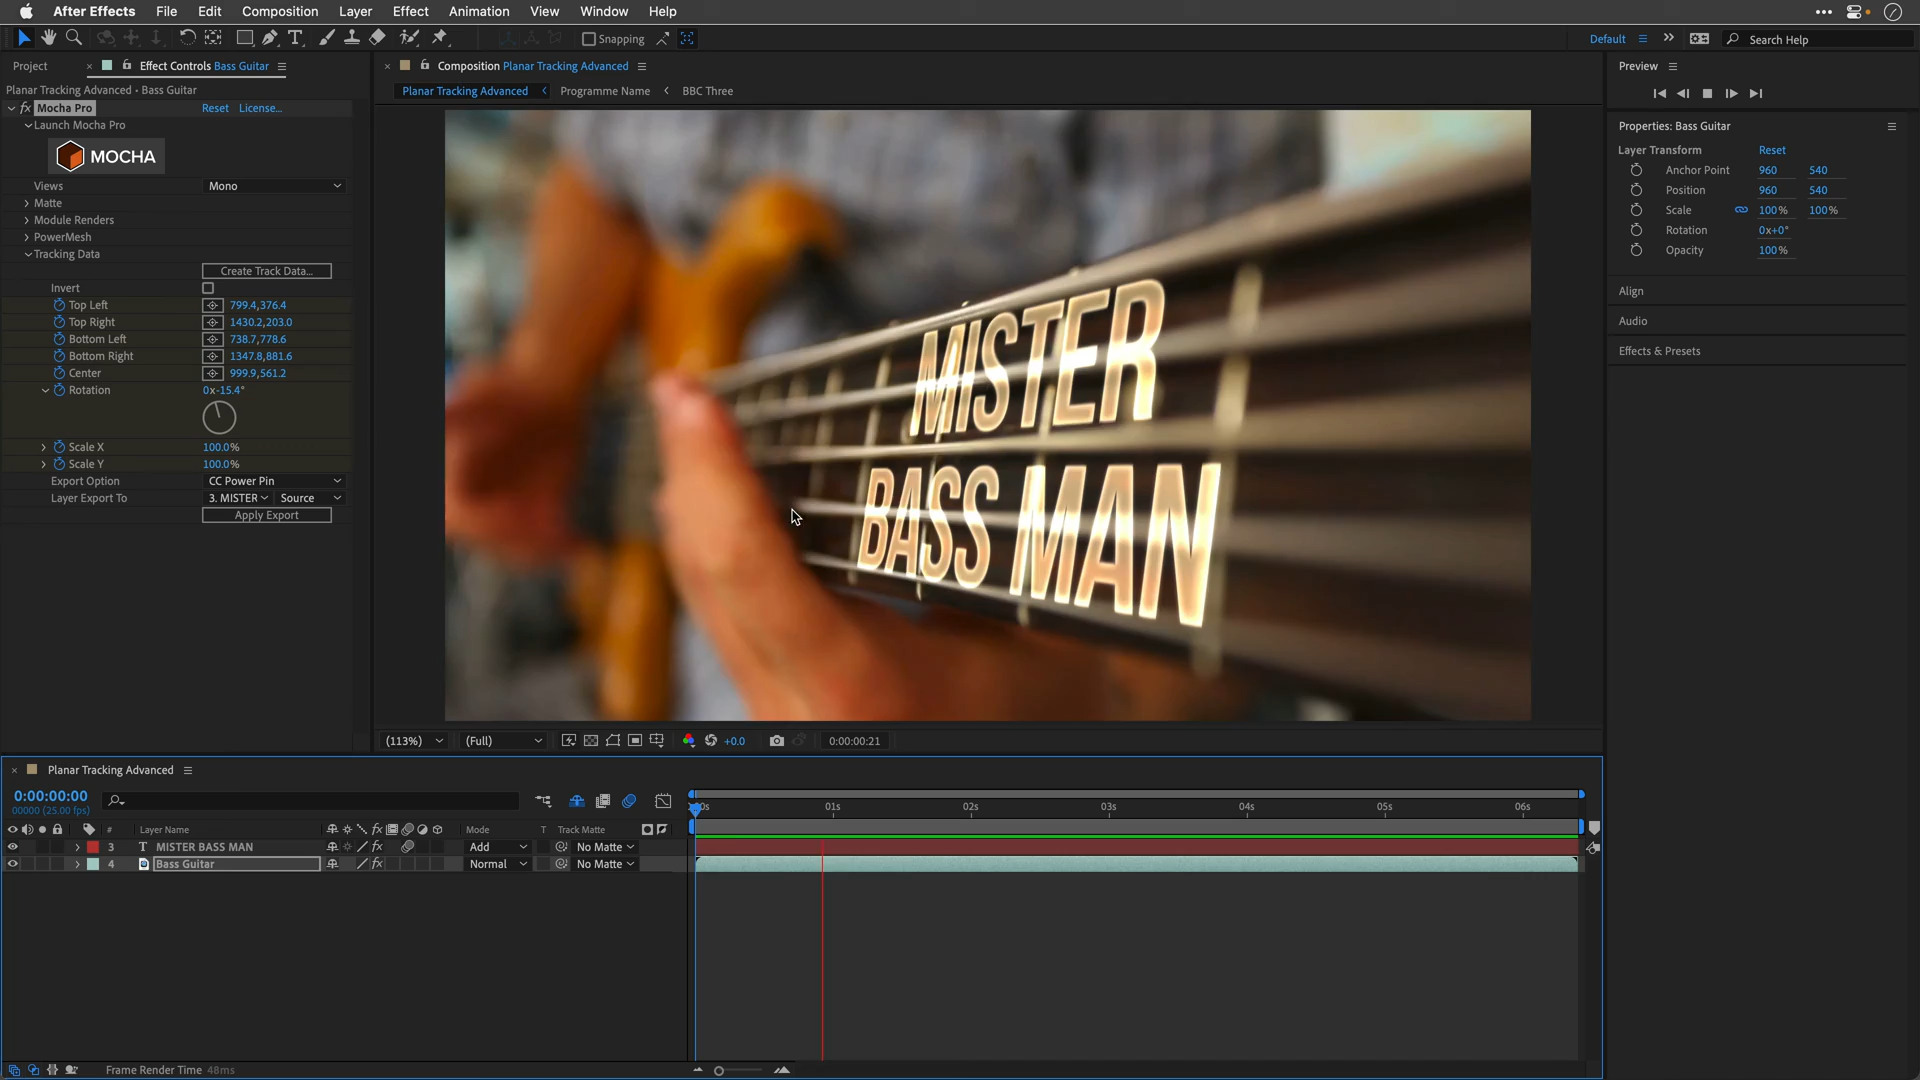 After Effects File Edit Composition Layer Effect Animation View Window Help
Snapping
Default
Search Help
Project
Effect Controls Bass Guitar
Planar Tracking Advanced • Bass Guitar
fx Mocha Pro Reset License...
Launch Mocha Pro
MOCHA
Views Mono
Matte
Module Renders
PowerMesh
Tracking Data
Create Track Data...
Invert
Top Left 799.4,376.4
Top Right 1430.2,203.0
Bottom Left 738.7,778.6
Bottom Right 1347.8,881.6
Center 999.9,561.2
Rotation 0x-15.4°
Scale X 100.0%
Scale Y 100.0%
Export Option CC Power Pin
Layer Export To 3. MISTER Source
Apply Export
Composition Planar Tracking Advanced
Planar Tracking Advanced Programme Name BBC Three
MISTER
BASS MAN
(113%) (Full) +0.0 0:00:00:21
Preview
Properties: Bass Guitar
Layer Transform Reset
Anchor Point 960 540
Position 960 540
Scale 100% 100%
Rotation 0x+0°
Opacity 100%
Align
Audio
Effects & Presets
Planar Tracking Advanced
0:00:00:00
00000 (25.00 fps)
# Layer Name fx Mode T Track Matte
3 T MISTER BASS MAN fx Add No Matte
4 Bass Guitar fx Normal No Matte
01s 02s 03s 04s 05s 06s
Frame Render Time 48ms